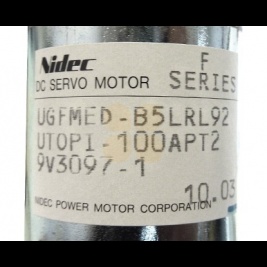 Nidec F
DC SERVO MOTOR SERIES
UGFMED-B5LRL92
UTOPI-100APT2
9V3097-1
10.03
NIDEC POWER MOTOR CORPORATION